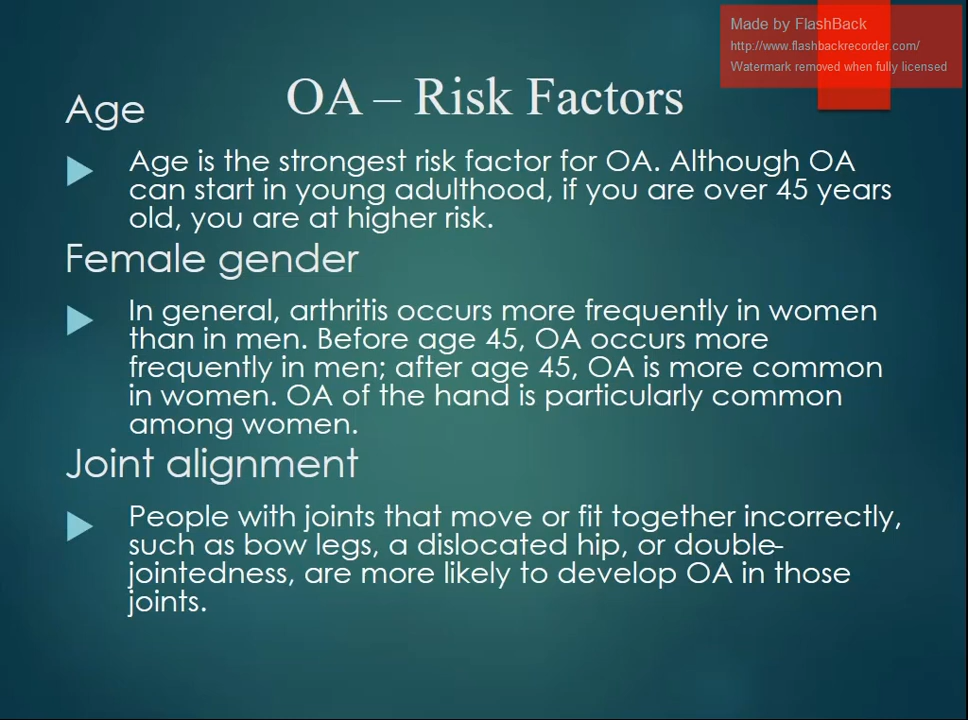 Made by FlashBack
http://www.flashbackrecorder.com/
Watermark removed when fully licensed
OA – Risk Factors
Age
Age is the strongest risk factor for OA. Although OA
can start in young adulthood, if you are over 45 years
old, you are at higher risk.
Female gender
In general, arthritis occurs more frequently in women
than in men. Before age 45, OA occurs more
frequently in men; after age 45, OA is more common
in women. OA of the hand is particularly common
among women.
Joint alignment
People with joints that move or fit together incorrectly,
such as bow legs, a dislocated hip, or double-
jointedness, are more likely to develop OA in those
joints.